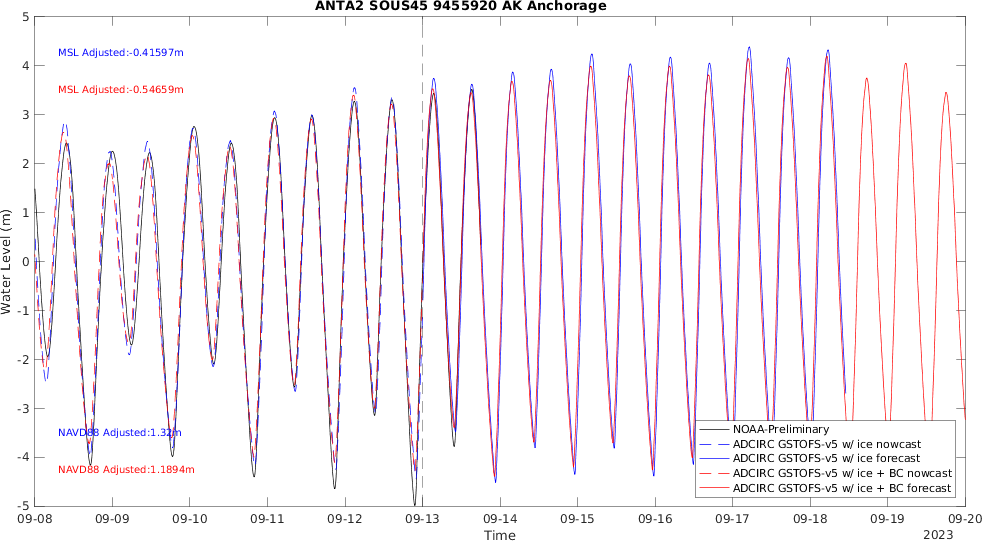 ANTA2 SOUS45 9455920 AK Anchorage
5
4
3
2
1
0
-1
-2
-3
-4
-5
Water Level (m)
MSL Adjusted:-0.41597m
MSL Adjusted:-0.54659m
NAVD88 Adjusted:1.32m
NAVD88 Adjusted:1.1894m
NOAA-Preliminary
ADCIRC GSTOFS-v5 w/ ice nowcast
ADCIRC GSTOFS-v5 w/ ice forecast
ADCIRC GSTOFS-v5 w/ ice + BC nowcast
ADCIRC GSTOFS-v5 w/ ice + BC forecast
09-08 09-09 09-10 09-11 09-12 09-13 09-14 09-15 09-16 09-17 09-18 09-19 09-20
Time
2023